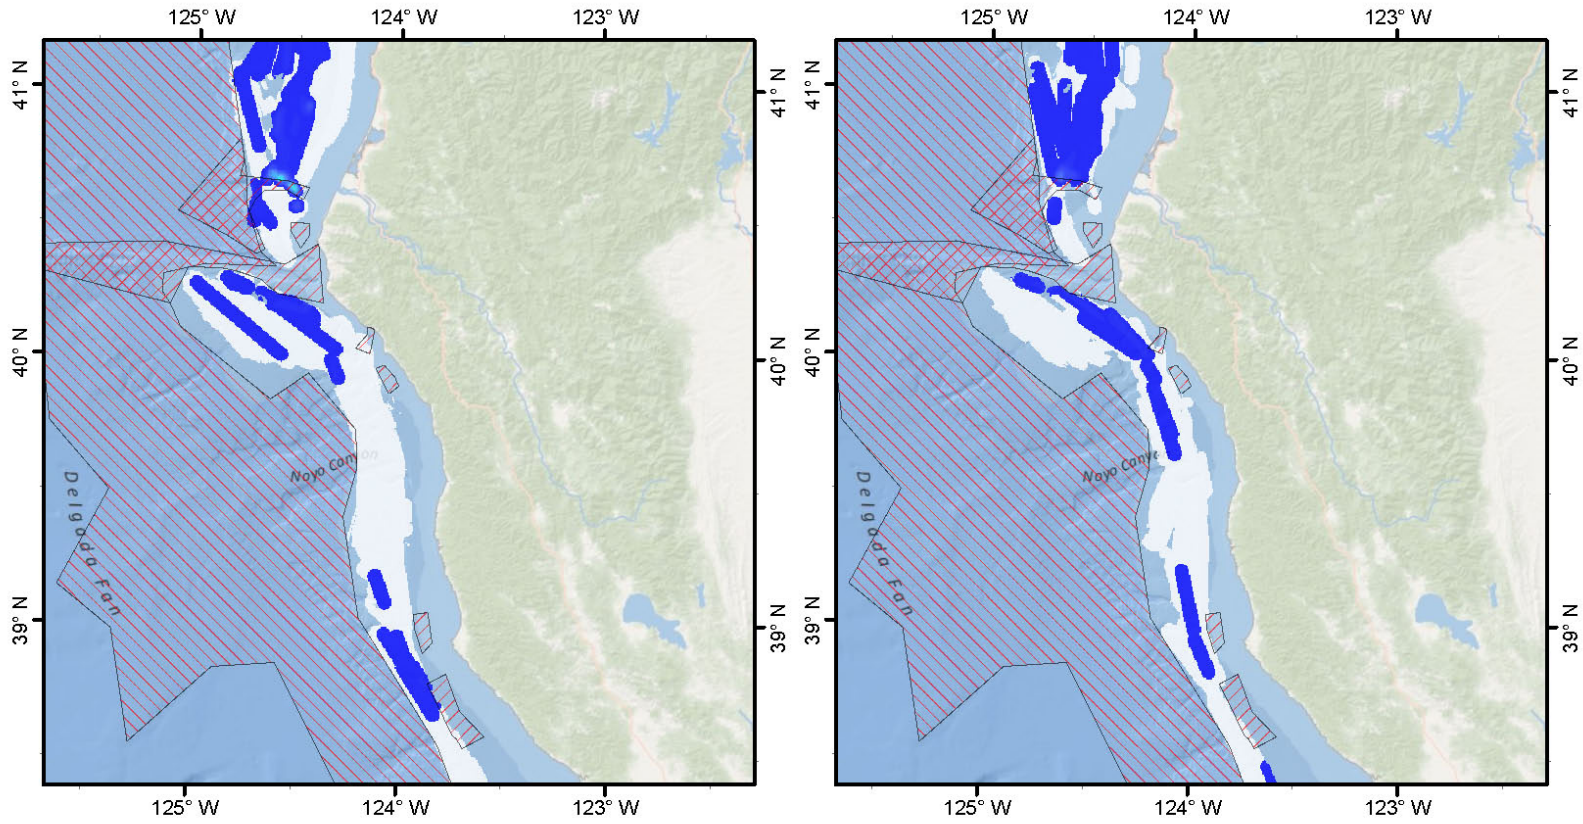 125° W 124° W 123° W 125° W 124° W 123° W
41° N 41° N 41° N 41° N
40° N 40° N 40° N 40° N
Noyo Canyon Noyo Canyon
Delgada Fan Delgada Fan
39° N 39° N 39° N 39° N
125° W 124° W 123° W 125° W 124° W 123° W